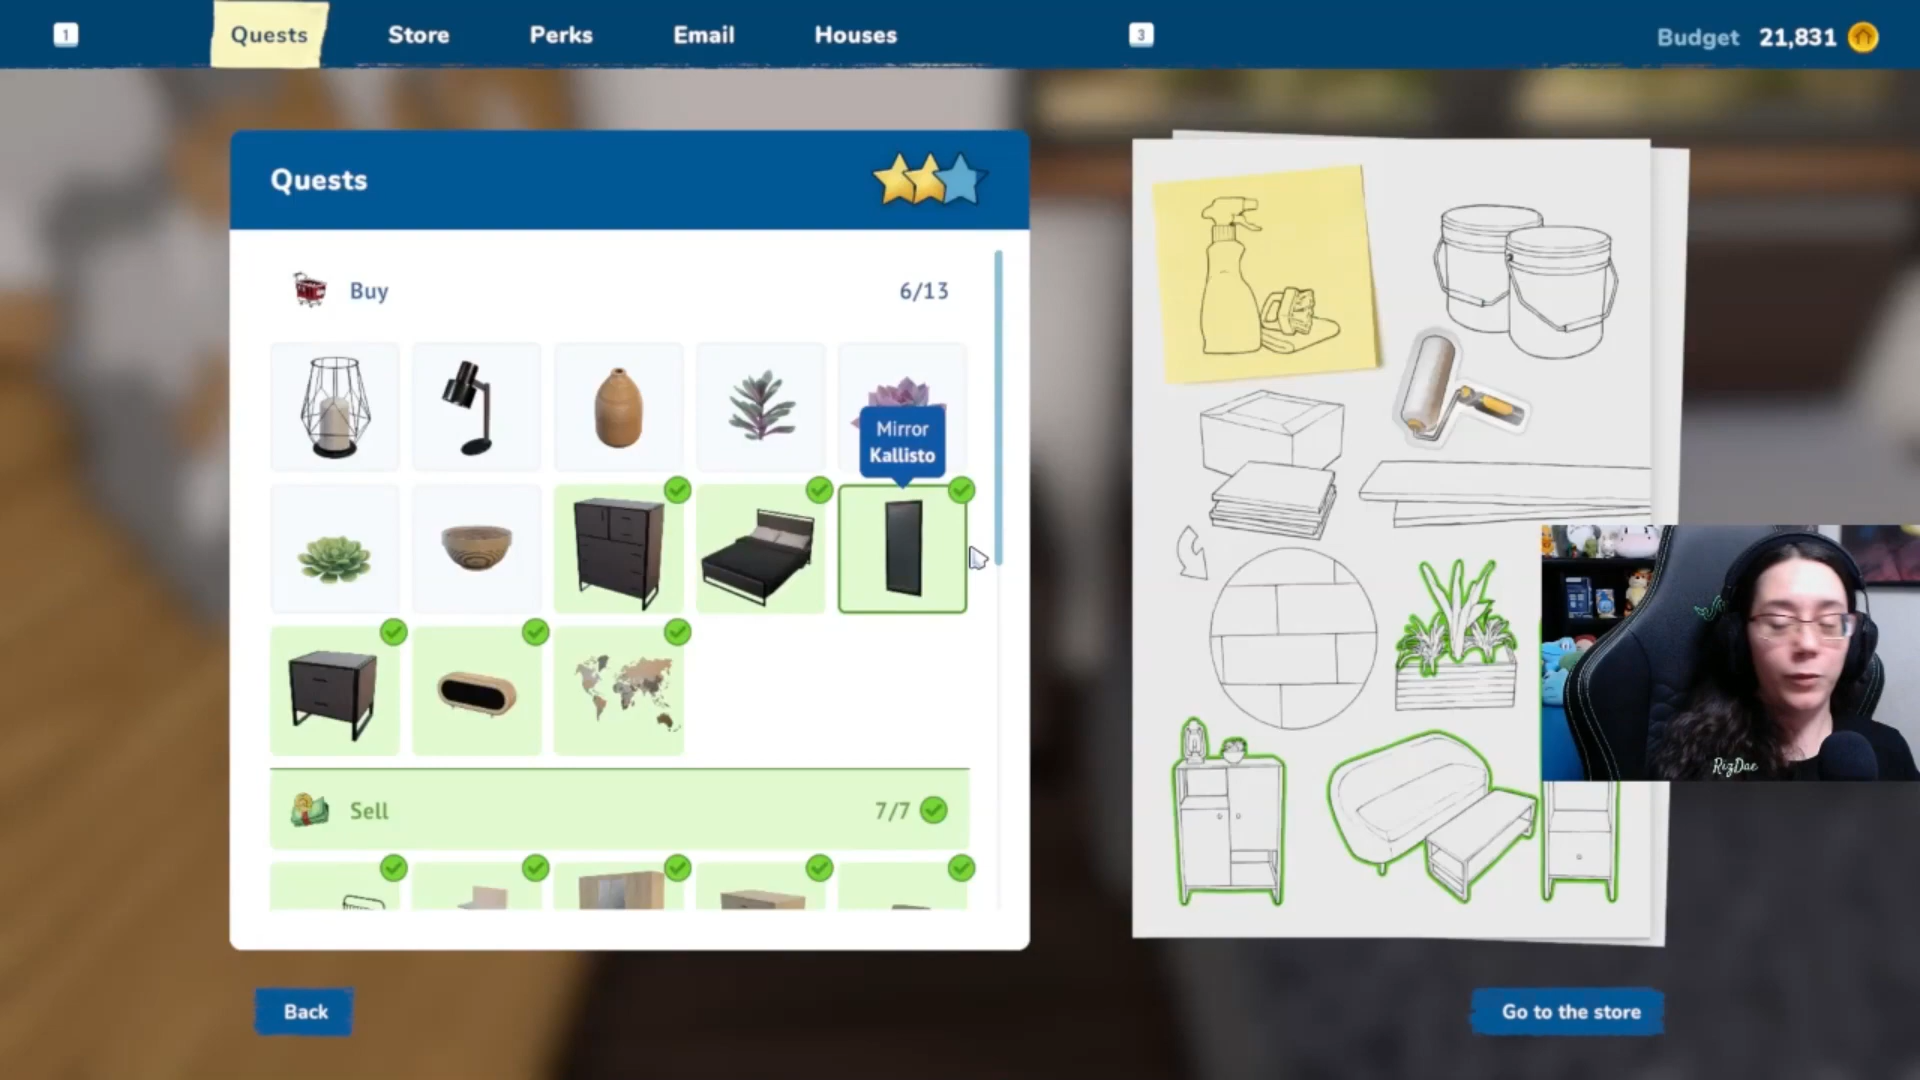 1 Quests Store Perks Email Houses 3 Budget 21,831
Quests
Buy 6/13
Mirror
Kallisto
Sell 7/7
RizDae
Back Go to the store